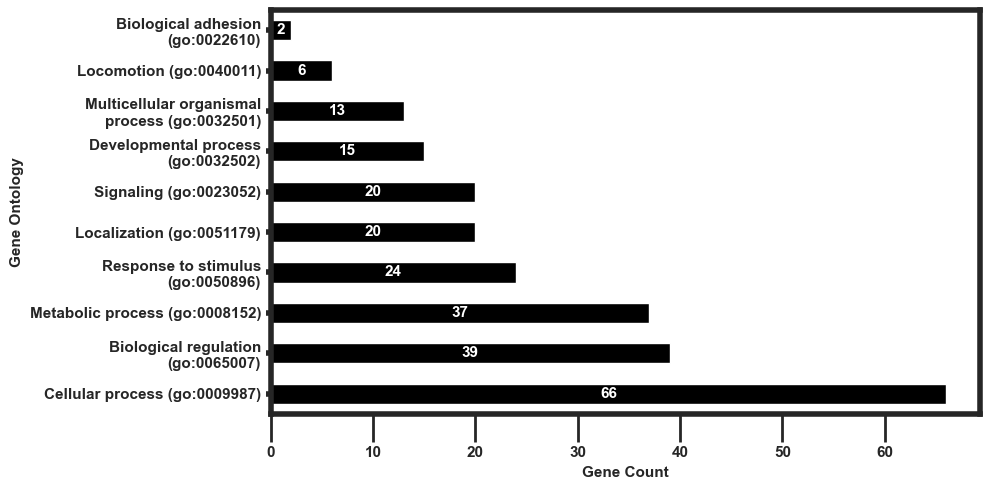 Gene Ontology
Biological adhesion
(go:0022610)
2
Locomotion (go:0040011)
6
Multicellular organismal
process (go:0032501)
13
Developmental process
(go:0032502)
15
Signaling (go:0023052)
20
Localization (go:0051179)
20
Response to stimulus
(go:0050896)
24
Metabolic process (go:0008152)
37
Biological regulation
(go:0065007)
39
Cellular process (go:0009987)
66
0 10 20 30 40 50 60
Gene Count